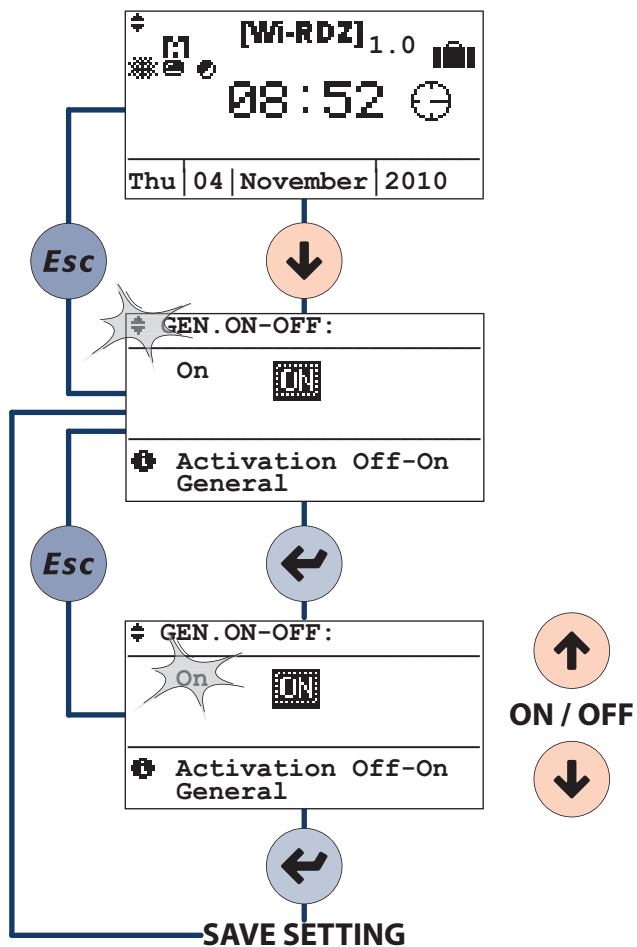 [Wi-RDZ] 1.0
08:52
Thu 04 November 2010
Esc
GEN.ON-OFF:
On ON
Activation Off-On
General
Esc
GEN.ON-OFF:
On ON
ON / OFF
Activation Off-On
General
SAVE SETTING